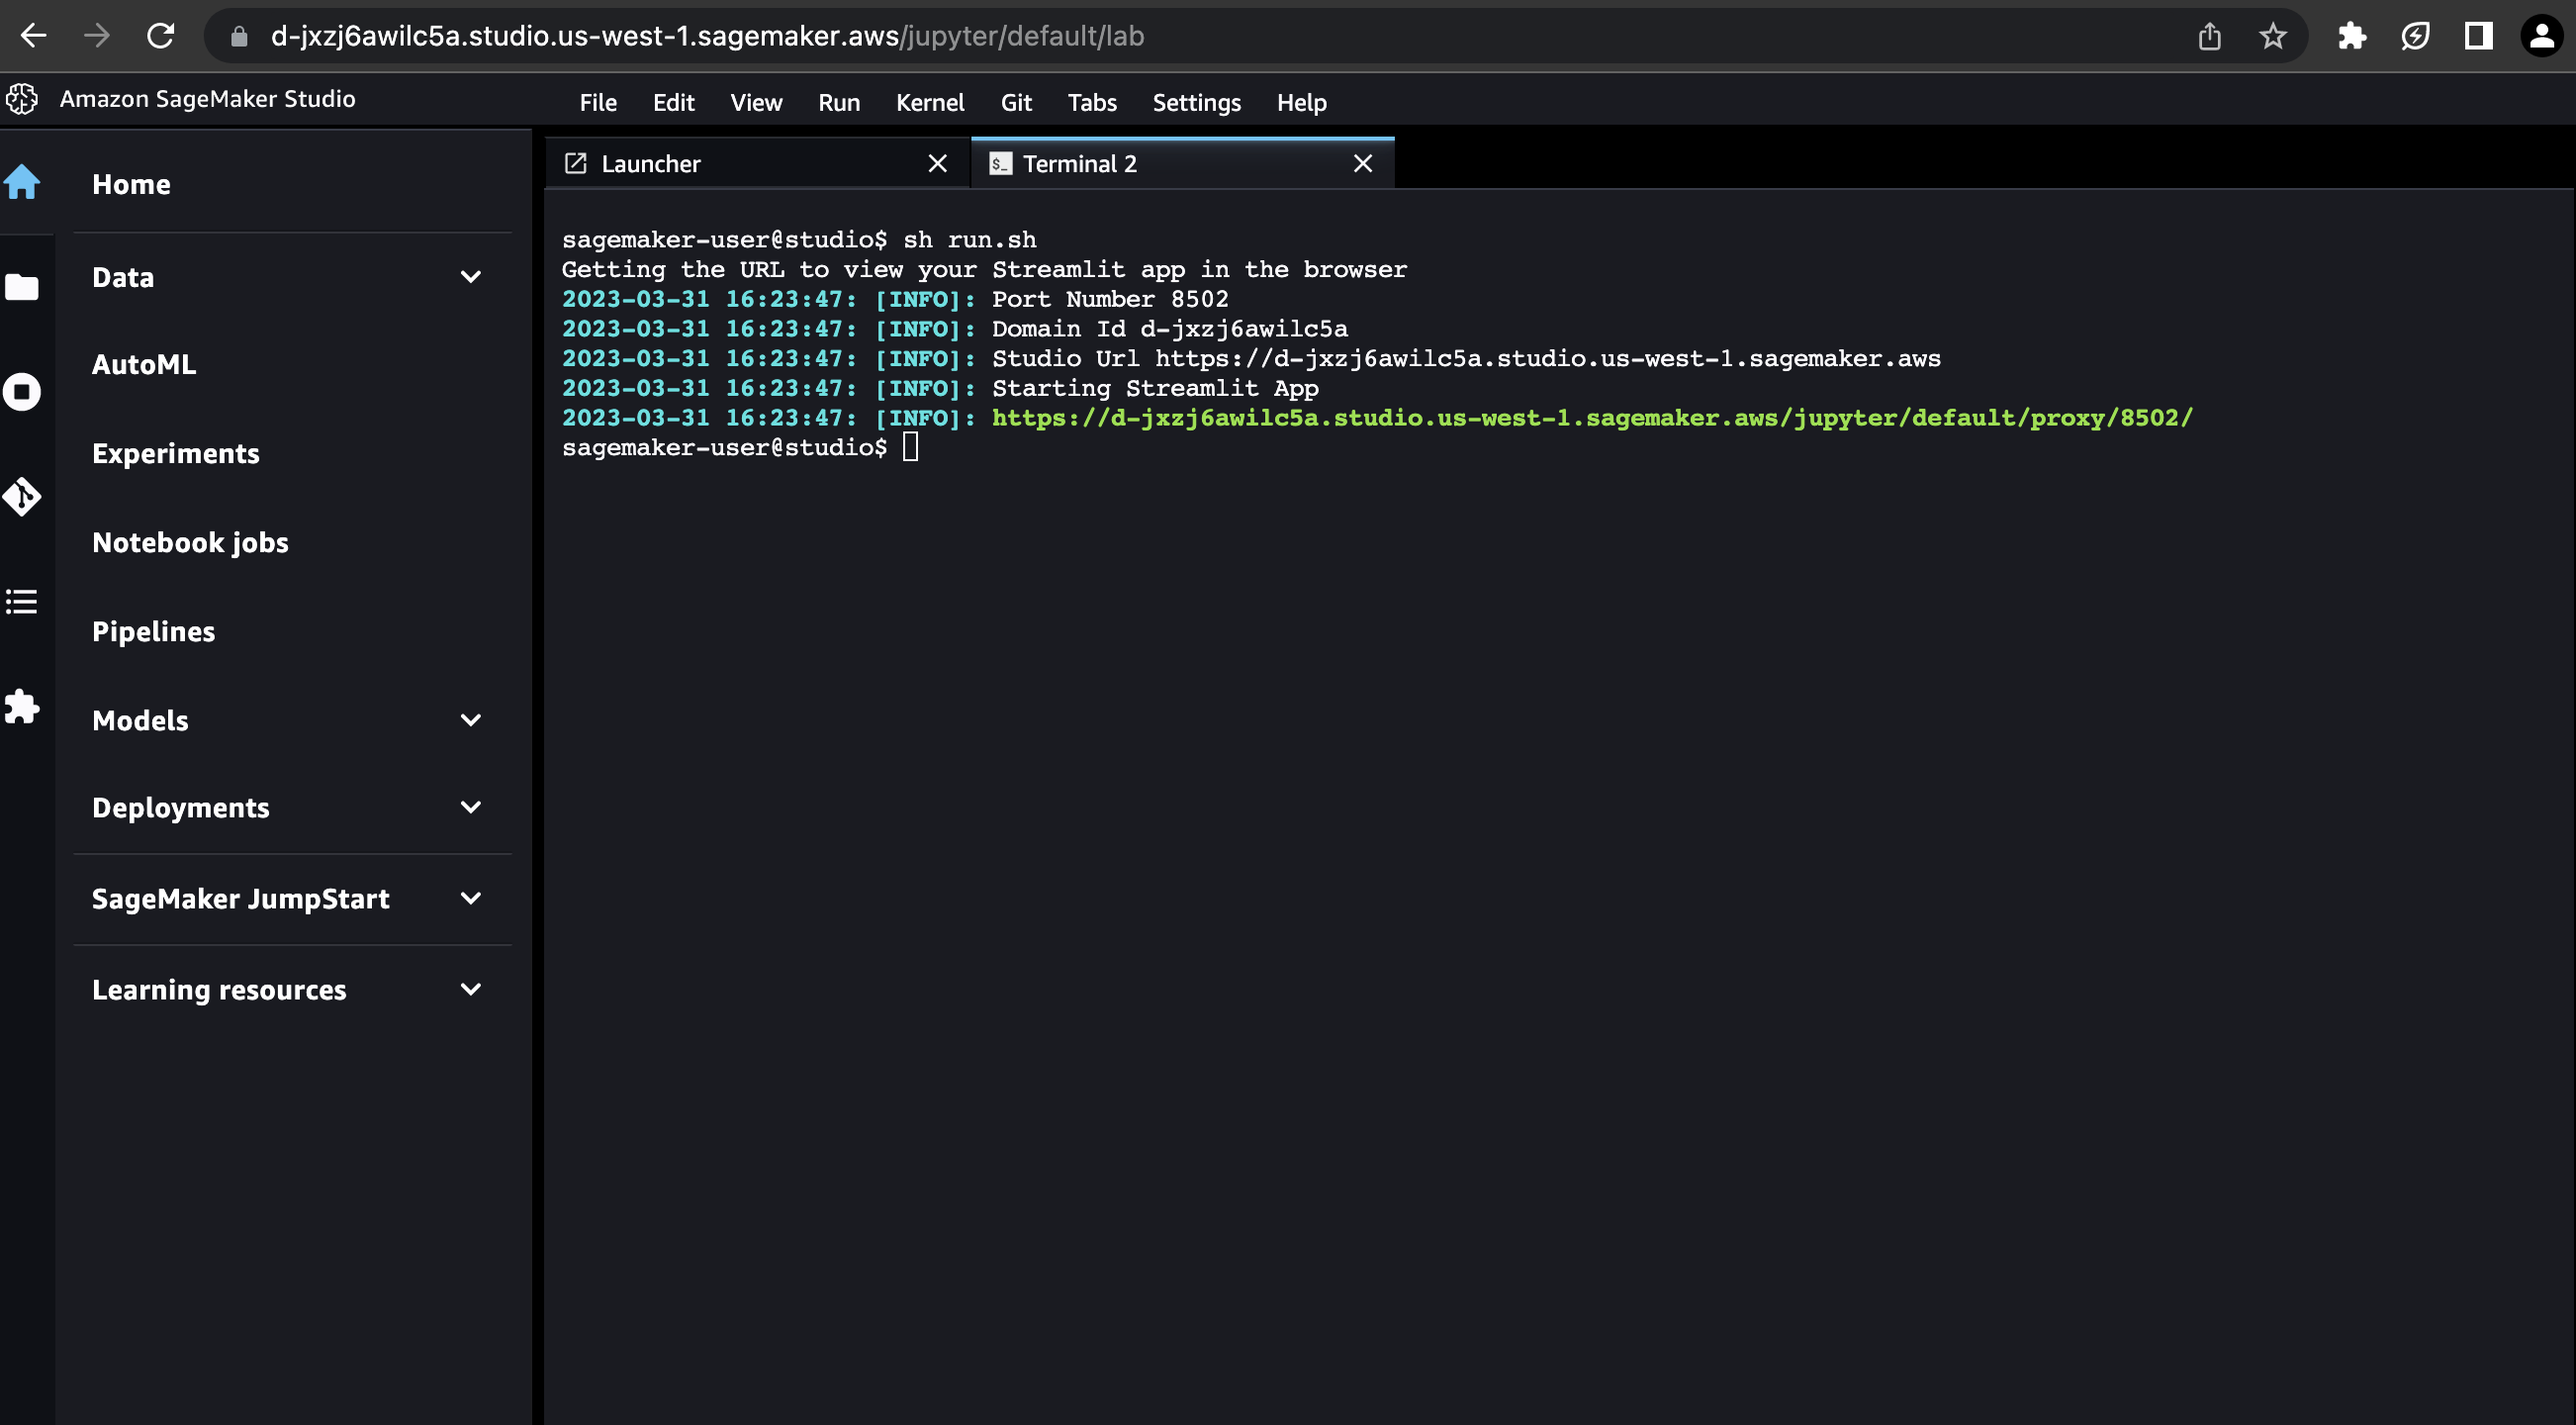 d-jxzj6awilc5a.studio.us-west-1.sagemaker.aws/jupyter/default/lab
Amazon SageMaker Studio
File Edit View Run Kernel Git Tabs Settings Help
Home
Data
AutoML
Experiments
Notebook jobs
Pipelines
Models
Deployments
SageMaker JumpStart
Learning resources
Launcher
$_ Terminal 2
sagemaker-user@studio$ sh run.sh
Getting the URL to view your Streamlit app in the browser
2023-03-31 16:23:47: [INFO]: Port Number 8502
2023-03-31 16:23:47: [INFO]: Domain Id d-jxzj6awilc5a
2023-03-31 16:23:47: [INFO]: Studio Url https://d-jxzj6awilc5a.studio.us-west-1.sagemaker.aws
2023-03-31 16:23:47: [INFO]: Starting Streamlit App
2023-03-31 16:23:47: [INFO]: https://d-jxzj6awilc5a.studio.us-west-1.sagemaker.aws/jupyter/default/proxy/8502/
sagemaker-user@studio$